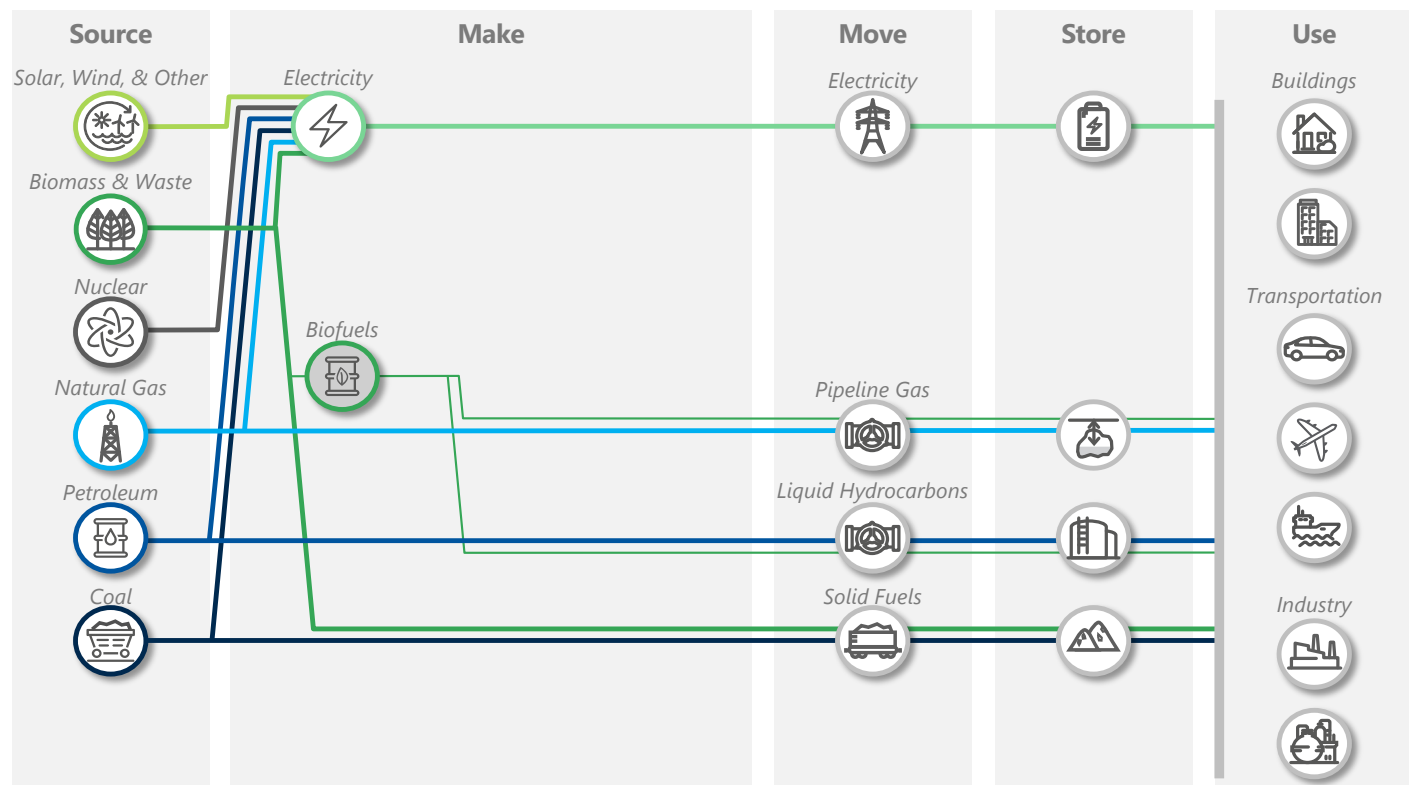 Source
Make
Move
Store
Use
Solar, Wind, & Other
Electricity
Electricity
Buildings
Biomass & Waste
Nuclear
Transportation
Biofuels
Natural Gas
Pipeline Gas
Petroleum
Liquid Hydrocarbons
Coal
Solid Fuels
Industry